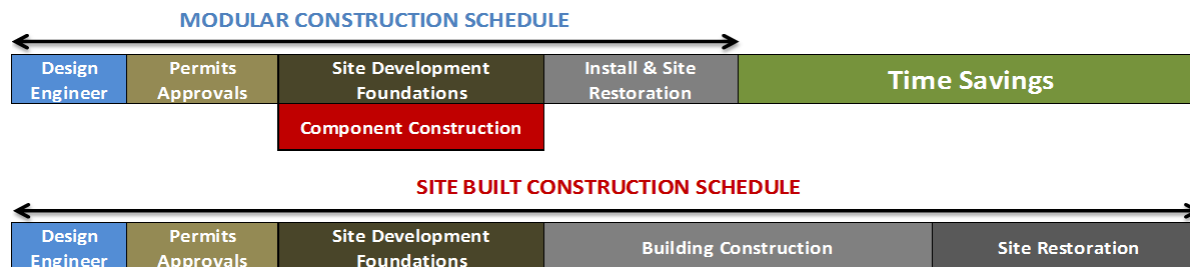 MODULAR CONSTRUCTION SCHEDULE
Design Permits Site Development Install & Site Time Savings
Engineer Approvals Foundations Restoration
Component Construction
SITE BUILT CONSTRUCTION SCHEDULE
Design Permits Site Development Building Construction Site Restoration
Engineer Approvals Foundations